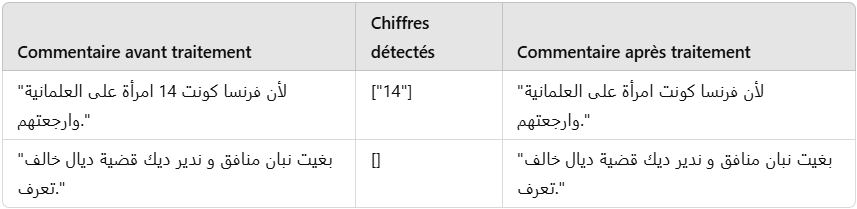 Commentaire avant traitement
Chiffres
détectés
Commentaire après traitement
"لأن فرنسا كونت 14 امرأة على العلمانية
وارجعتهم."
["14"]
"لأن فرنسا كونت امرأة على العلمانية
وارجعتهم."
"بغيت نبان منافق و ندير ديك قضية ديال خالف
تعرف."
[]
"بغيت نبان منافق و ندير ديك قضية ديال خالف
تعرف."